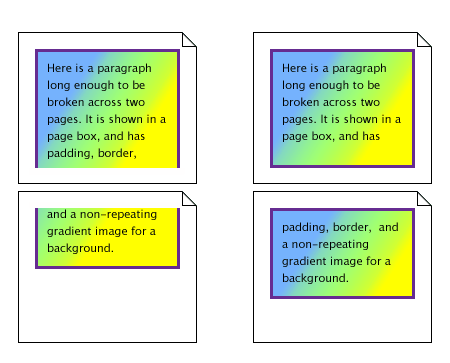 Here is a paragraph
long enough to be
broken across two
pages. It is shown in a
page box, and has
padding, border,
and a non-repeating
gradient image for a
background.
Here is a paragraph
long enough to be
broken across two
pages. It is shown in a
page box, and has
padding, border,  and
a non-repeating
gradient image for a
background.